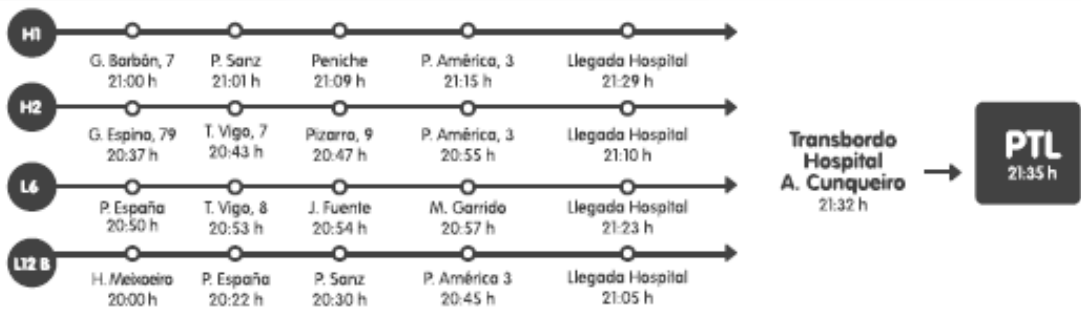 H1
G. Barbón, 7 P. Sanz Peniche P. América, 3 Llegada Hospital
21:00 h 21:01 h 21:09 h 21:15 h 21:29 h
H2
G. Espino, 79 T. Vigo, 7 Pizarro, 9 P. América, 3 Llegada Hospital
20:37 h 20:43 h 20:47 h 20:55 h 21:10 h
L6
P. España T. Vigo, 8 J. Fuente M. Garrido Llegada Hospital
20:50 h 20:53 h 20:54 h 20:57 h 21:23 h
L12 B
H. Meixoeiro P. España P. Sanz P. América 3 Llegada Hospital
20:00 h 20:22 h 20:30 h 20:45 h 21:05 h
Transbordo
Hospital
A. Cunqueiro
21:32 h
PTL
21:35 h